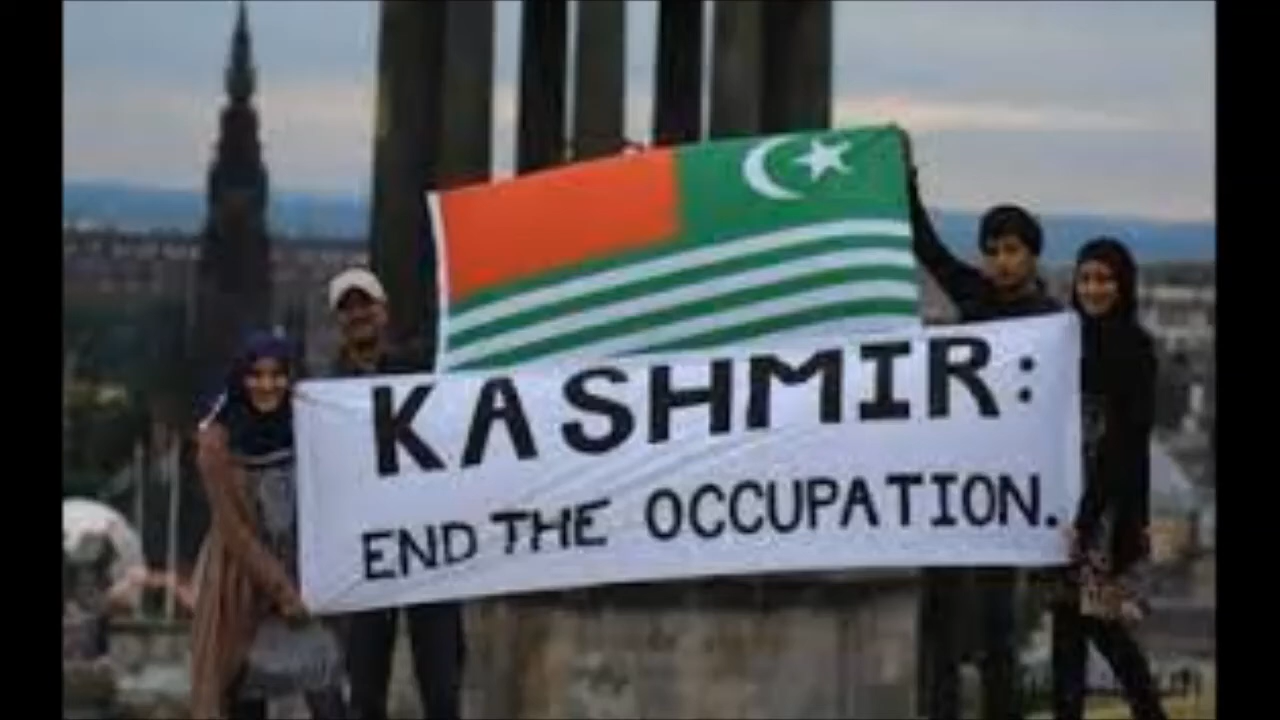 KASHMIR:
END THE OCCUPATION.